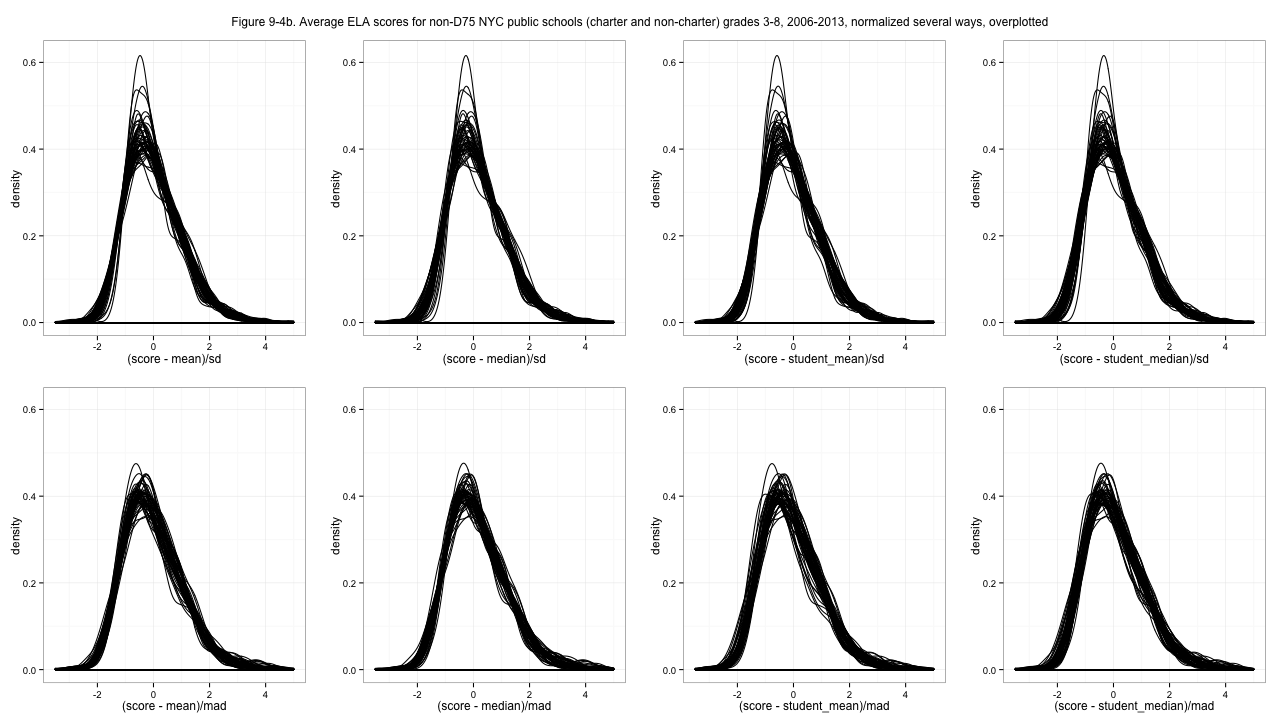 Figure 9-4b. Average ELA scores for non-D75 NYC public schools (charter and non-charter) grades 3-8, 2006-2013, normalized several ways, overplotted
density
0.6
0.4
0.2
0.0
-2 0 2 4
(score - mean)/sd
density
0.6
0.4
0.2
0.0
-2 0 2 4
(score - median)/sd
density
0.6
0.4
0.2
0.0
-2 0 2 4
(score - student_mean)/sd
density
0.6
0.4
0.2
0.0
-2 0 2 4
(score - student_median)/sd
density
0.6
0.4
0.2
0.0
-2 0 2 4
(score - mean)/mad
density
0.6
0.4
0.2
0.0
-2 0 2 4
(score - median)/mad
density
0.6
0.4
0.2
0.0
-2 0 2 4
(score - student_mean)/mad
density
0.6
0.4
0.2
0.0
-2 0 2 4
(score - student_median)/mad